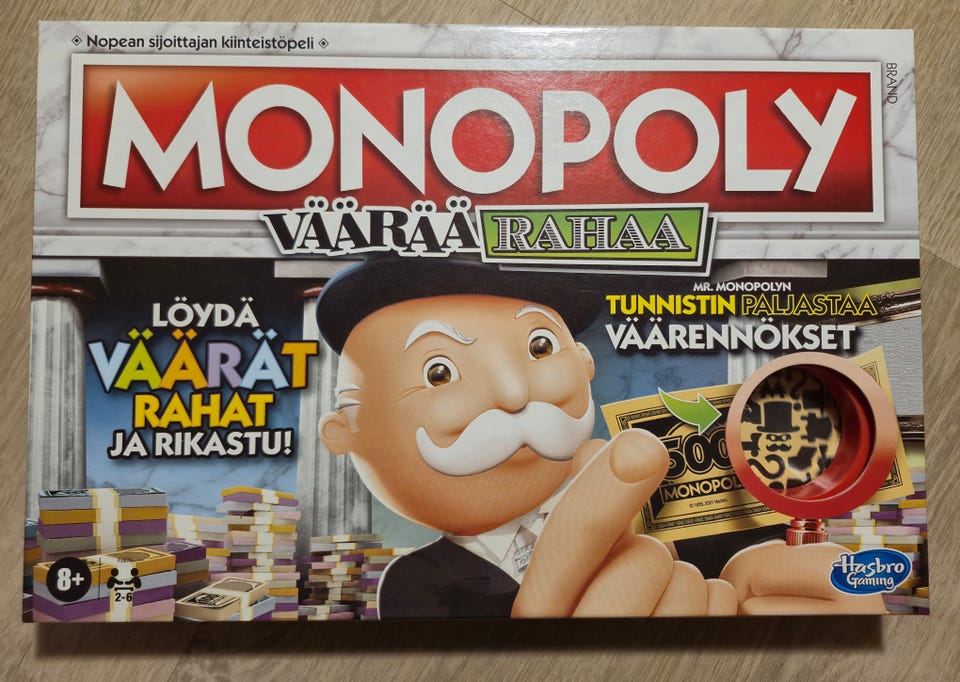 ◈ Nopean sijoittajan kiinteistöpeli ◈
BRAND
MONOPOLY
VÄÄRÄÄ RAHAA
LÖYDÄ
VÄÄRÄT
RAHAT
JA RIKASTU!
MR. MONOPOLYN
TUNNISTIN PALJASTAA
VÄÄRENNÖKSET
500
MONOPOL
8+
2-6
Hasbro
Gaming